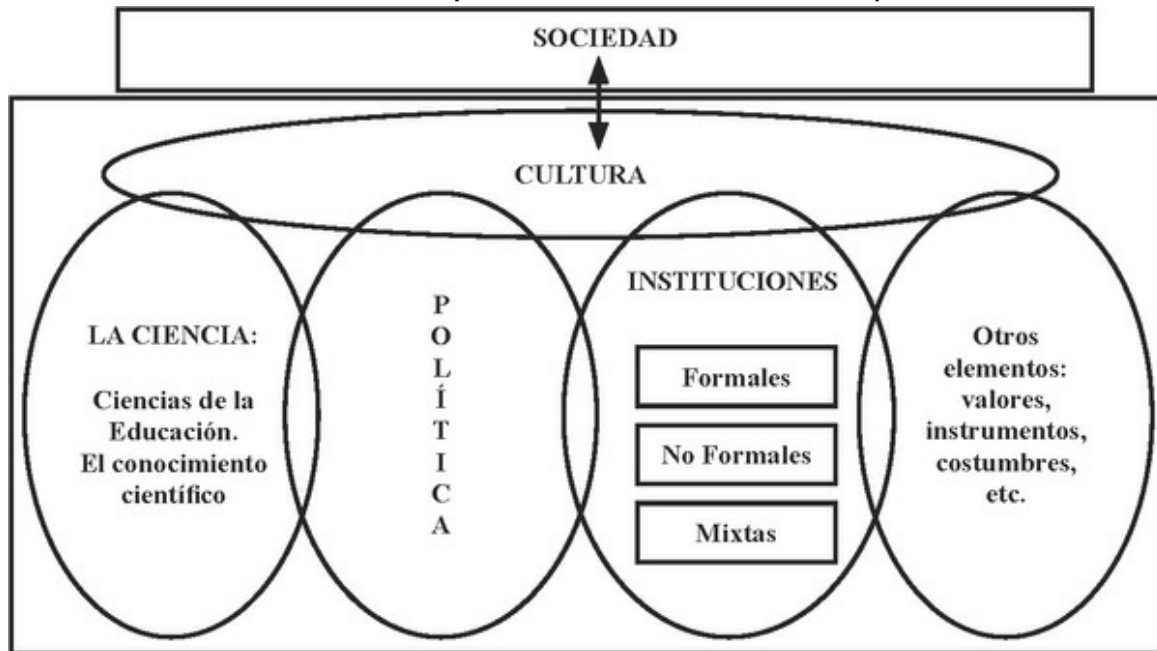 SOCIEDAD
CULTURA
LA CIENCIA:
Ciencias de la
Educación.
El conocimiento
científico
P
O
L
Í
T
I
C
A
INSTITUCIONES
Formales
No Formales
Mixtas
Otros
elementos:
valores,
instrumentos,
costumbres,
etc.